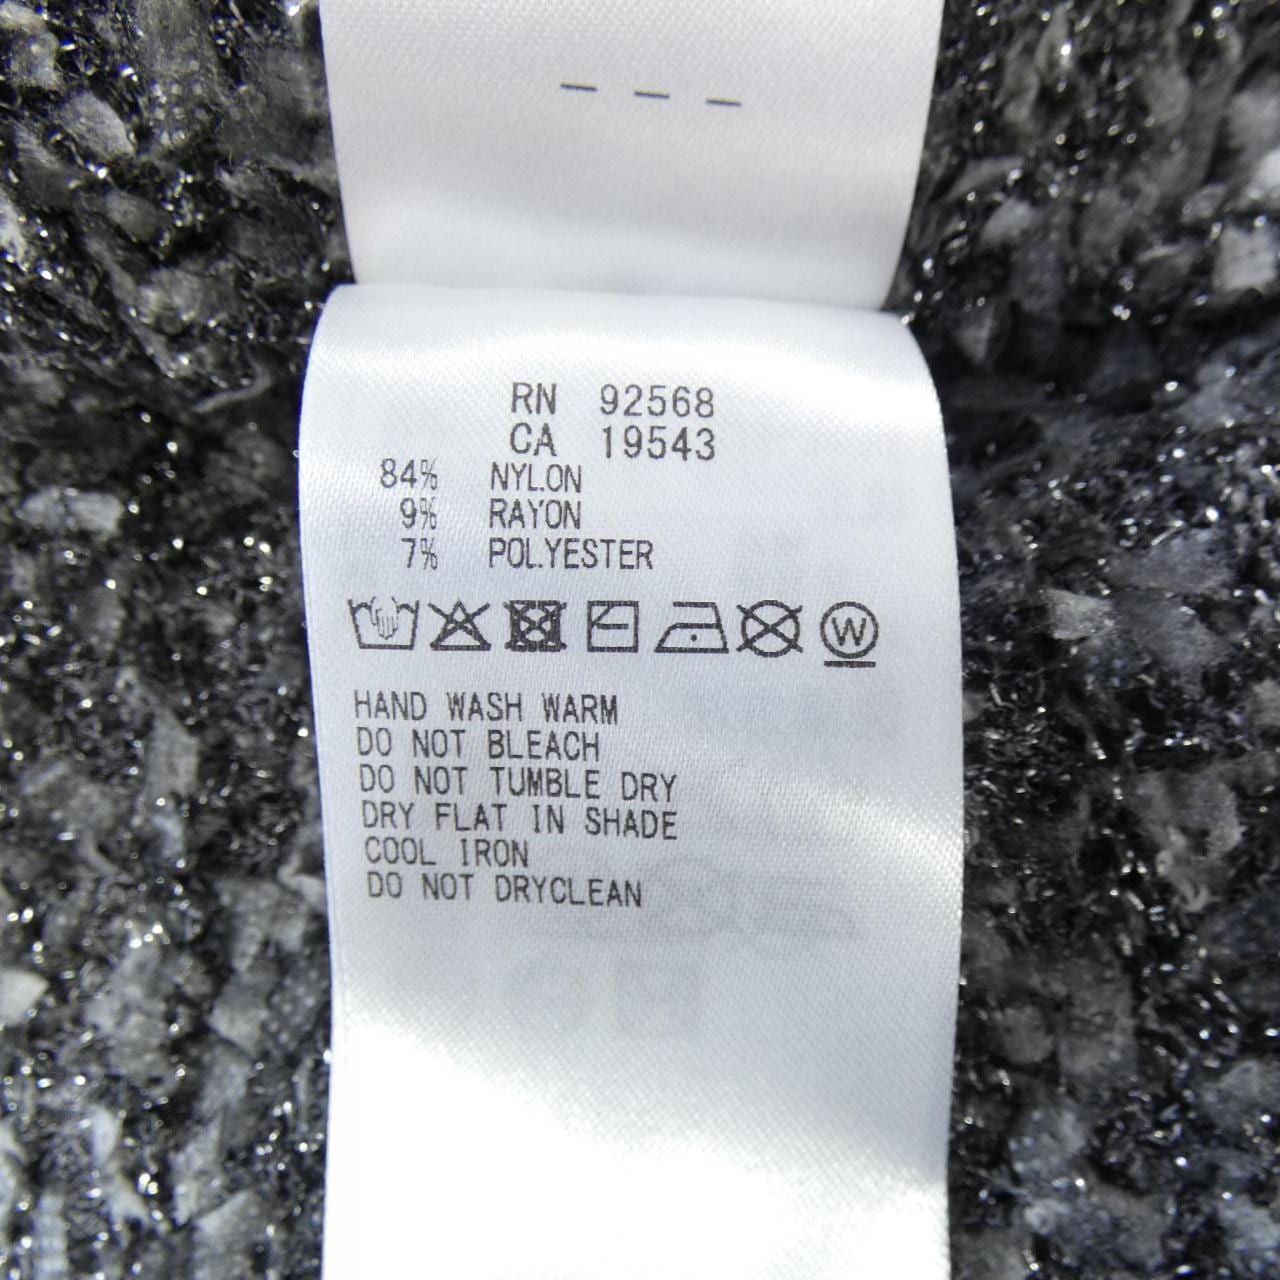 - - -
RN 92568
CA 19543
84% NYLON
9% RAYON
7% POLYESTER
W
HAND WASH WARM
DO NOT BLEACH
DO NOT TUMBLE DRY
DRY FLAT IN SHADE
COOL IRON
DO NOT DRYCLEAN